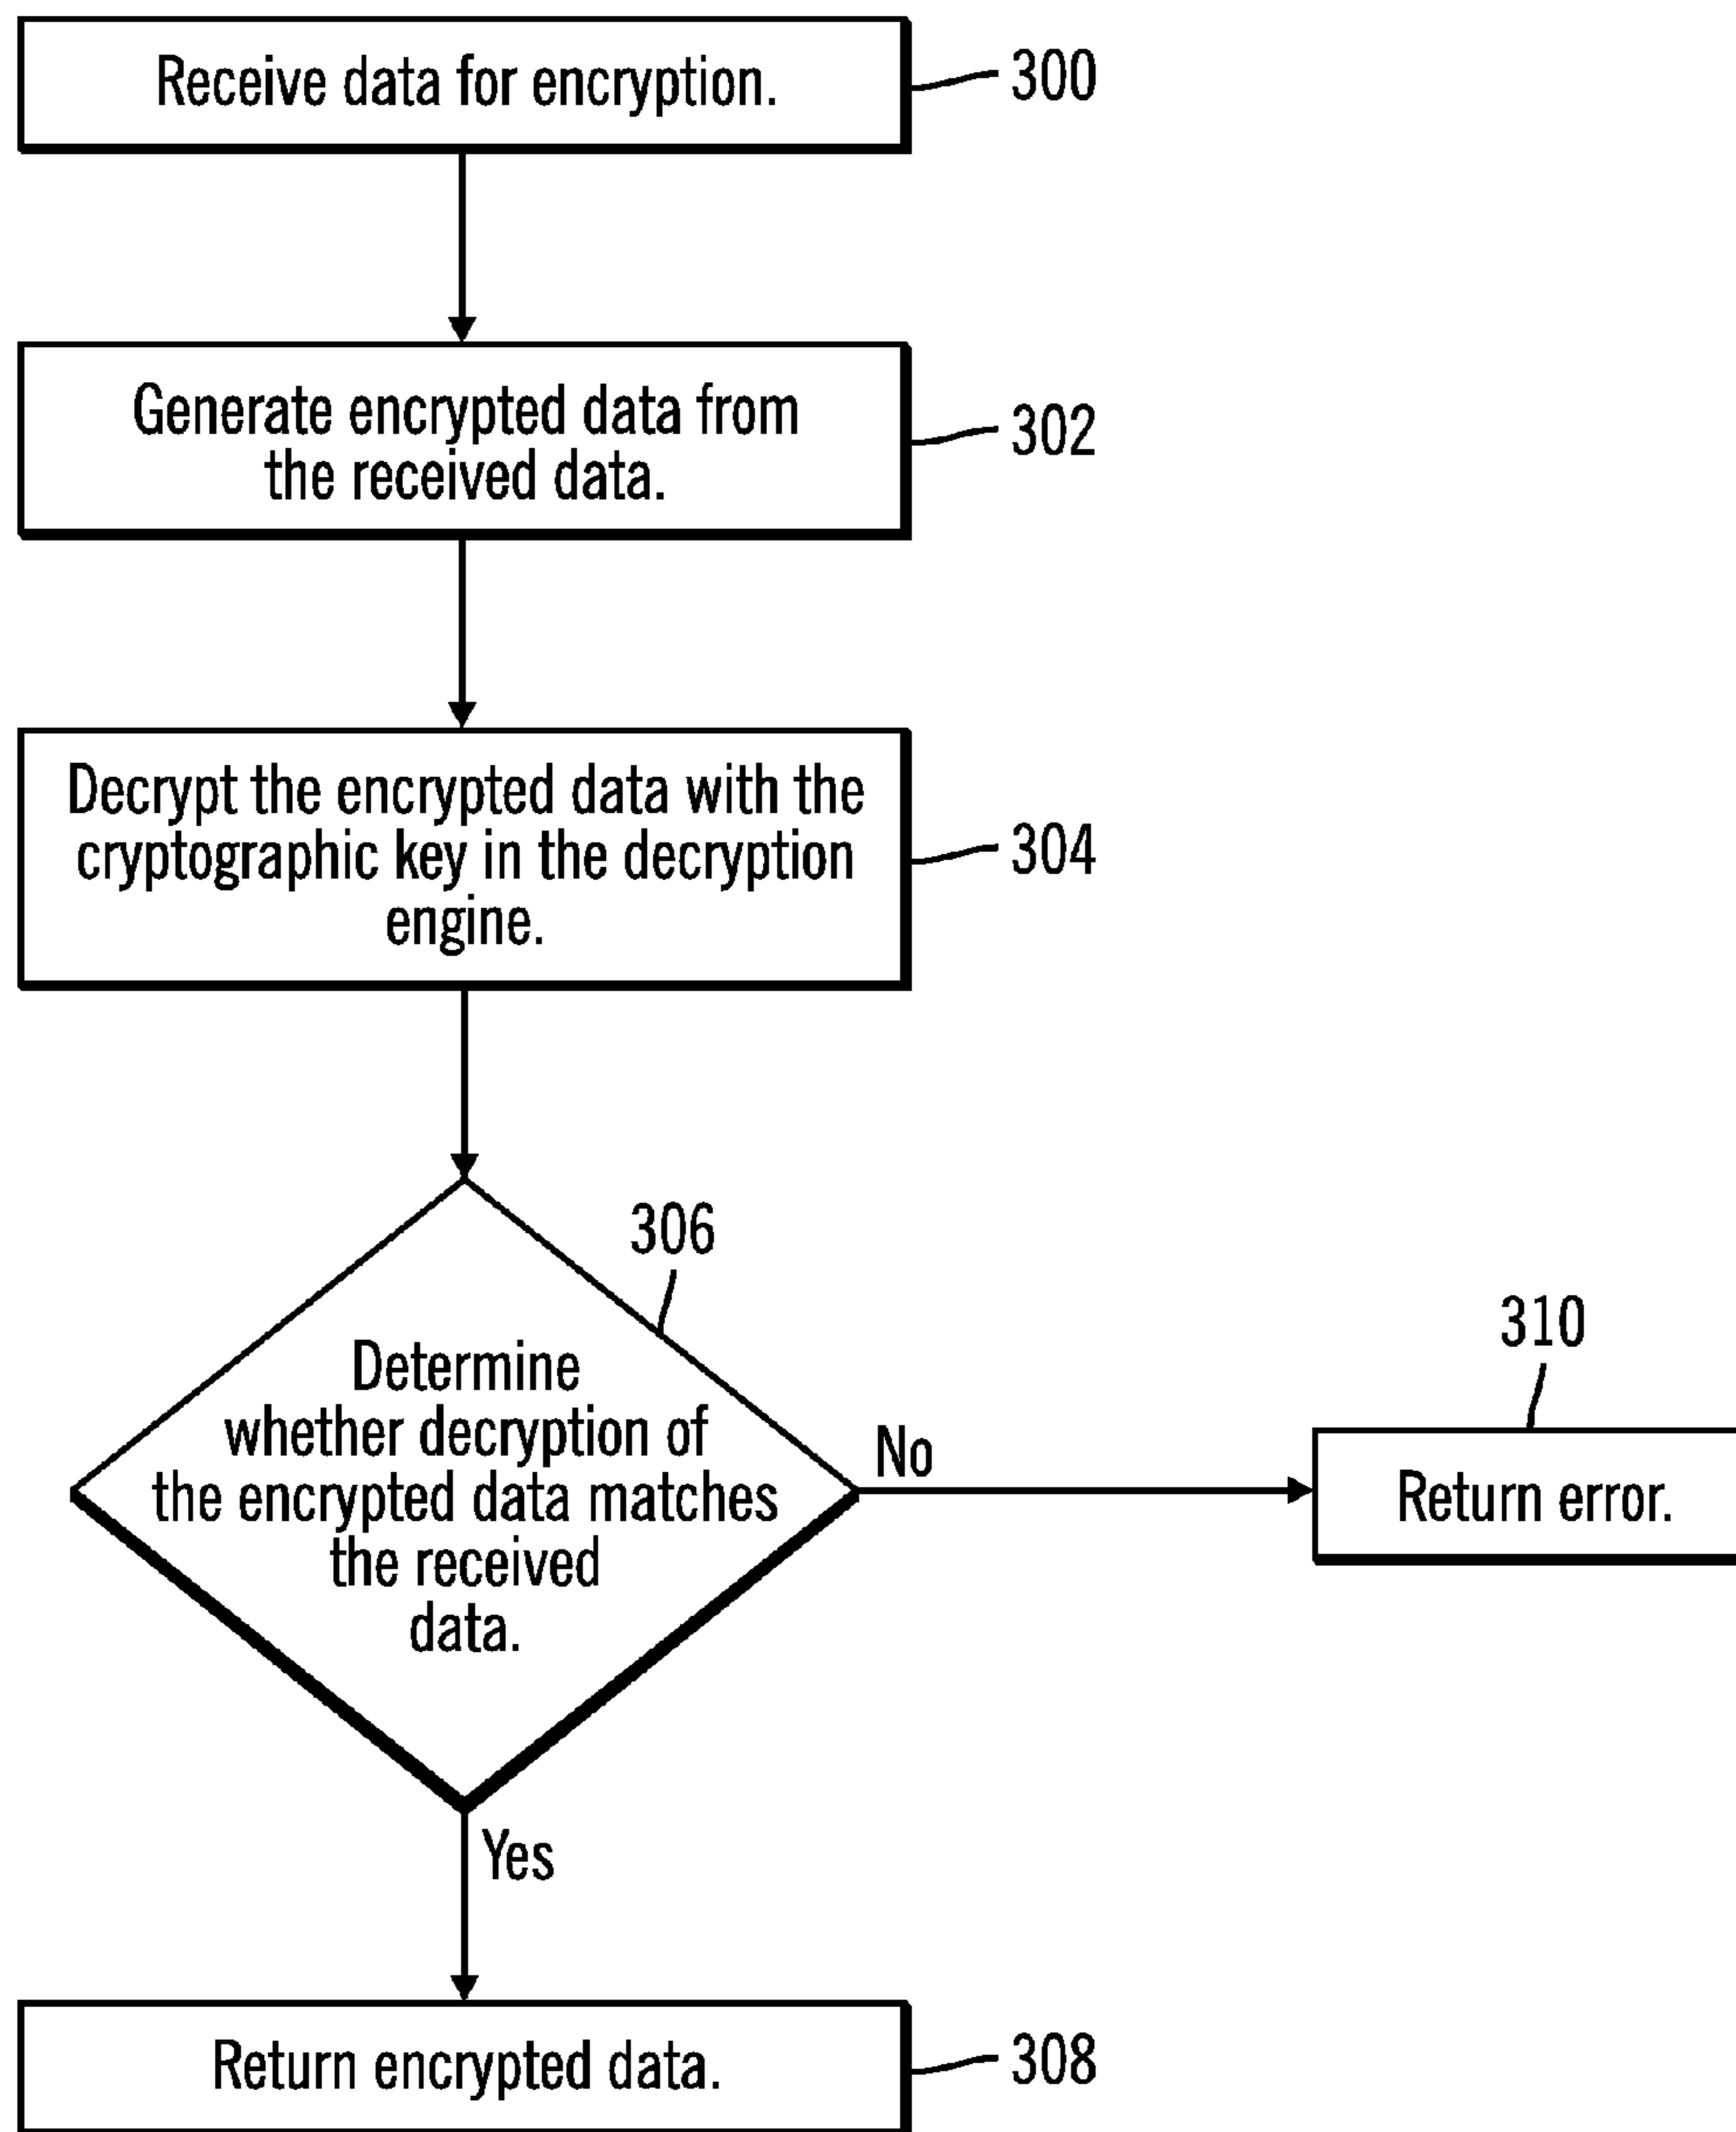 Receive data for encryption.
300
Generate encrypted data from
the received data.
302
Decrypt the encrypted data with the
cryptographic key in the decryption
engine.
304
306
Determine
whether decryption of
the encrypted data matches
the received
data.
No
310
Return error.
Yes
Return encrypted data.
308